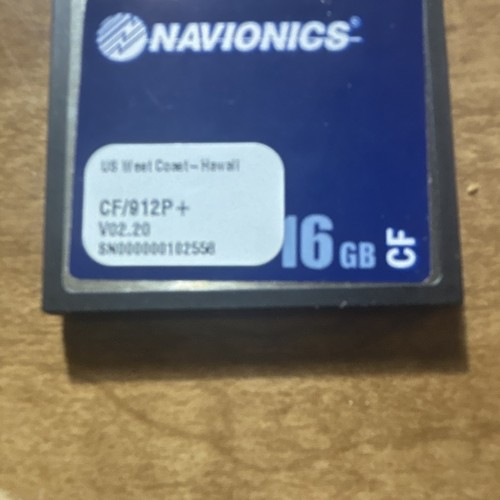 NAVIONICS®
US West Coast - Hawaii
CF/912P+
V02.20
SN000000102556
16 GB
CF